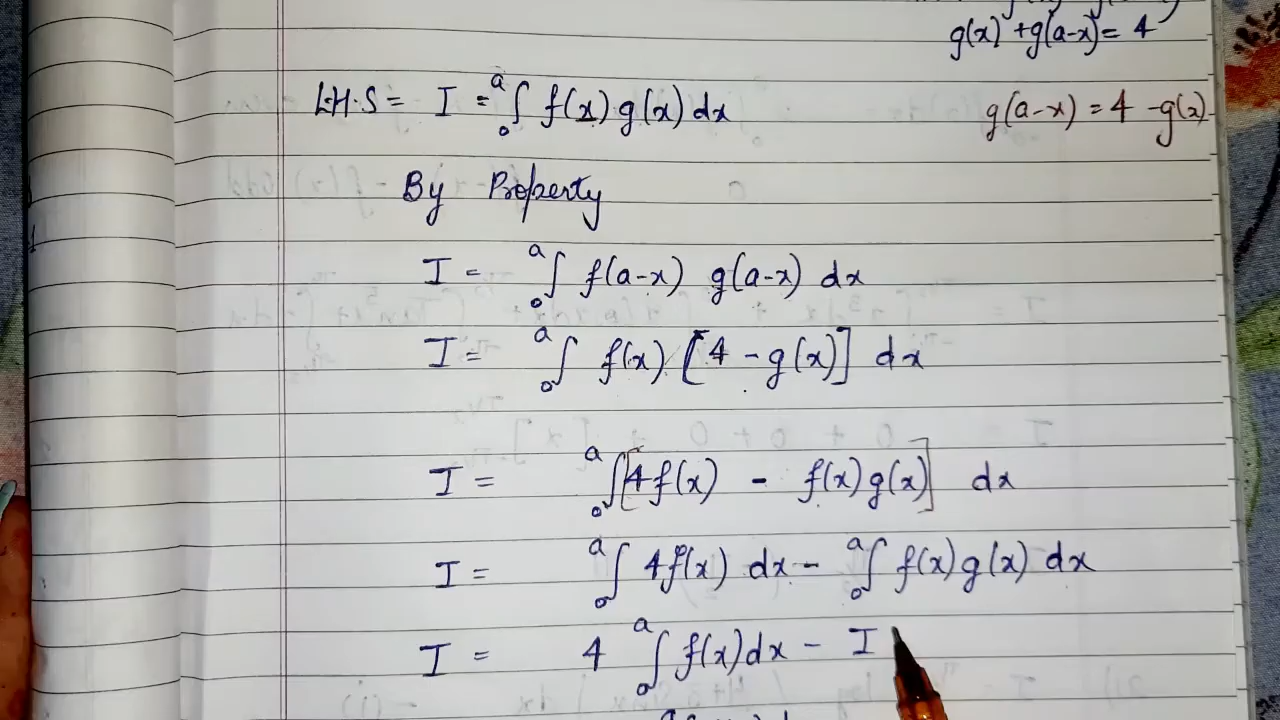 g(x) + g(a-x) = 4
L.H.S = I = ₀ᵃ∫ f(x) g(x) dx
g(a-x) = 4 - g(x)
By Property
I = ₀ᵃ∫ f(a-x) g(a-x) dx
I = ₀ᵃ∫ f(x) [4 - g(x)] dx
I = ₀ᵃ∫ [4f(x) - f(x) g(x)] dx
I = ₀ᵃ∫ 4f(x) dx - ₀ᵃ∫ f(x) g(x) dx
I = 4 ₀ᵃ∫ f(x) dx - I